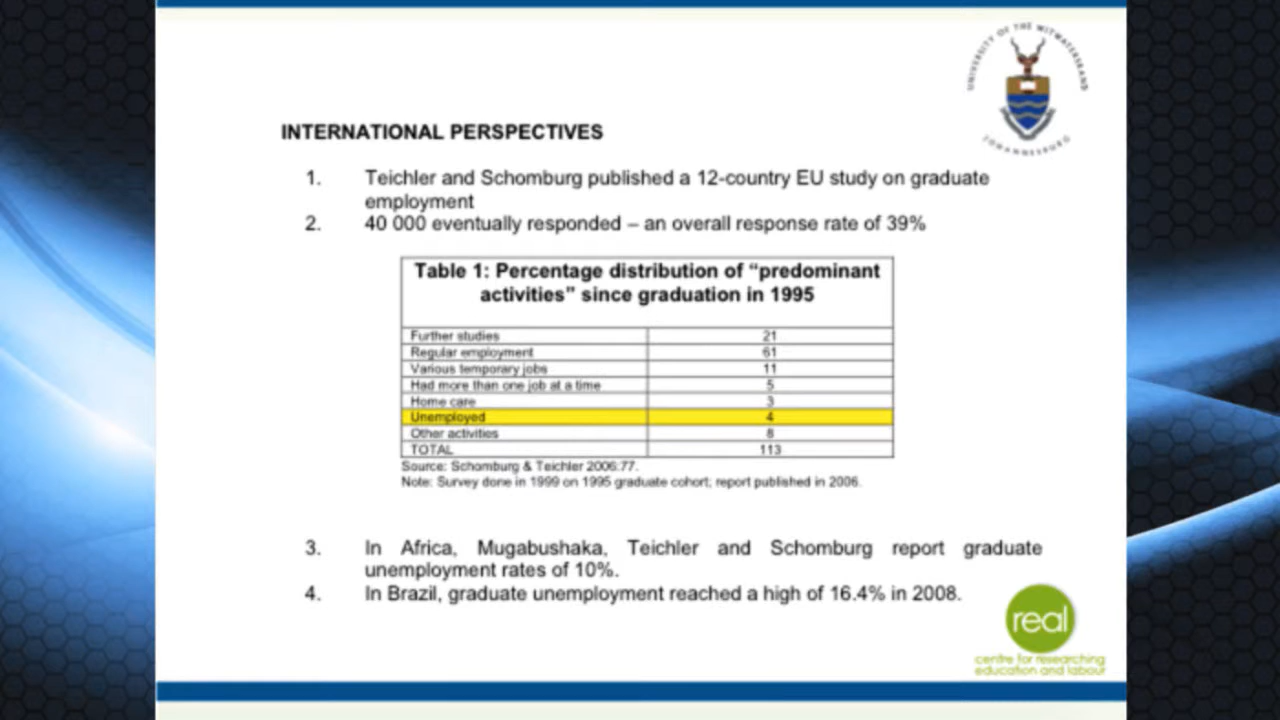 UNIVERSITY OF THE WITWATERSRAND
JOHANNESBURG
INTERNATIONAL PERSPECTIVES
1. Teichler and Schomburg published a 12-country EU study on graduate
employment
2. 40 000 eventually responded – an overall response rate of 39%
Table 1: Percentage distribution of “predominant
activities” since graduation in 1995
Further studies 21
Regular employment 61
Various temporary jobs 11
Had more than one job at a time 5
Home care 3
Unemployed 4
Other activities 8
TOTAL 113
Source: Schomburg & Teichler 2006:77.
Note: Survey done in 1999 on 1995 graduate cohort; report published in 2006.
3. In Africa, Mugabushaka, Teichler and Schomburg report graduate
unemployment rates of 10%.
4. In Brazil, graduate unemployment reached a high of 16.4% in 2008.
real
centre for researching
education and labour